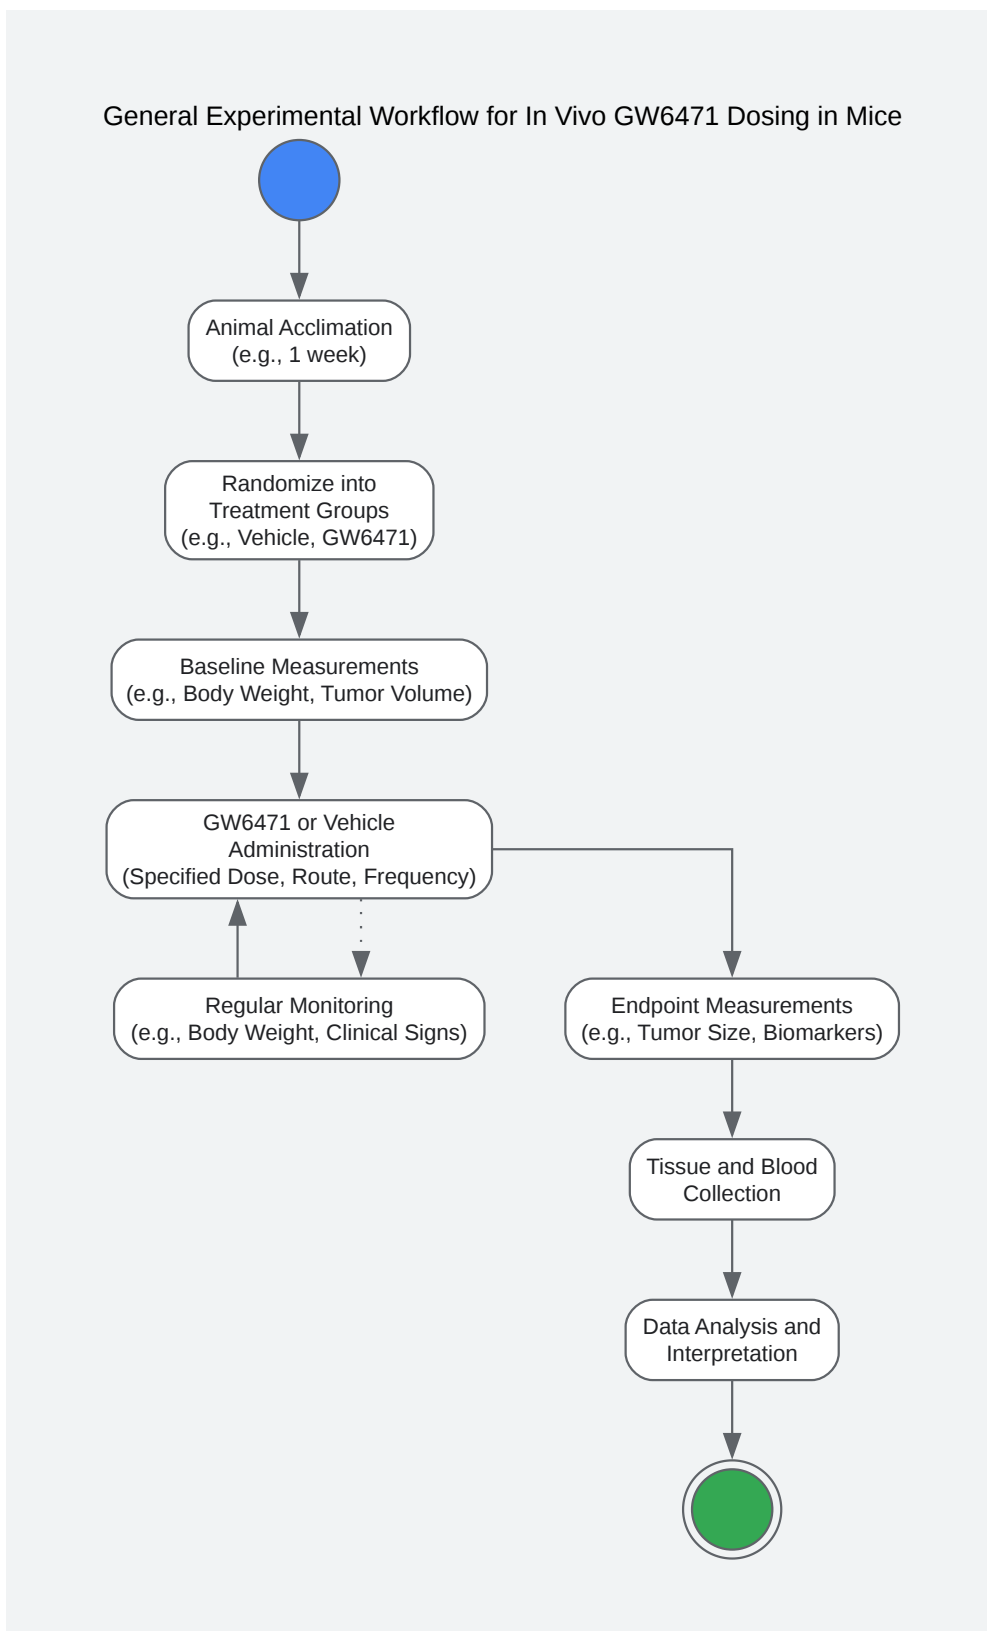 General Experimental Workflow for In Vivo GW6471 Dosing in Mice
Animal Acclimation
(e.g., 1 week)
Randomize into
Treatment Groups
(e.g., Vehicle, GW6471)
Baseline Measurements
(e.g., Body Weight, Tumor Volume)
GW6471 or Vehicle
Administration
(Specified Dose, Route, Frequency)
Regular Monitoring
(e.g., Body Weight, Clinical Signs)
Endpoint Measurements
(e.g., Tumor Size, Biomarkers)
Tissue and Blood
Collection
Data Analysis and
Interpretation